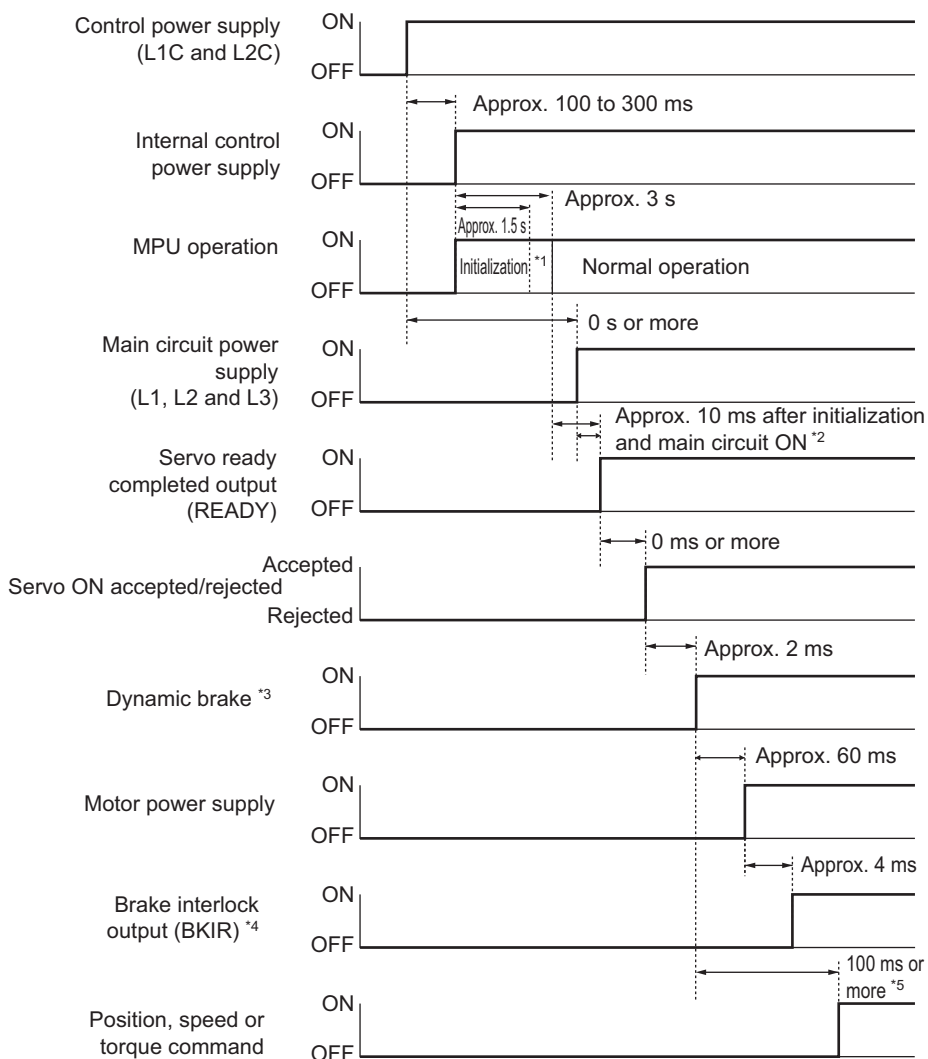 Control power supply
(L1C and L2C)
ON
OFF
Approx. 100 to 300 ms
Internal control
power supply
ON
OFF
Approx. 3 s
Approx. 1.5 s
MPU operation
ON
OFF
Initialization *1 Normal operation
0 s or more
Main circuit power
supply
(L1, L2 and L3)
ON
OFF
Approx. 10 ms after initialization
and main circuit ON *2
Servo ready
completed output
(READY)
ON
OFF
0 ms or more
Servo ON accepted/rejected
Accepted
Rejected
Approx. 2 ms
Dynamic brake *3
ON
OFF
Approx. 60 ms
Motor power supply
ON
OFF
Approx. 4 ms
Brake interlock
output (BKIR) *4
ON
OFF
100 ms or
more *5
Position, speed or
torque command
ON
OFF